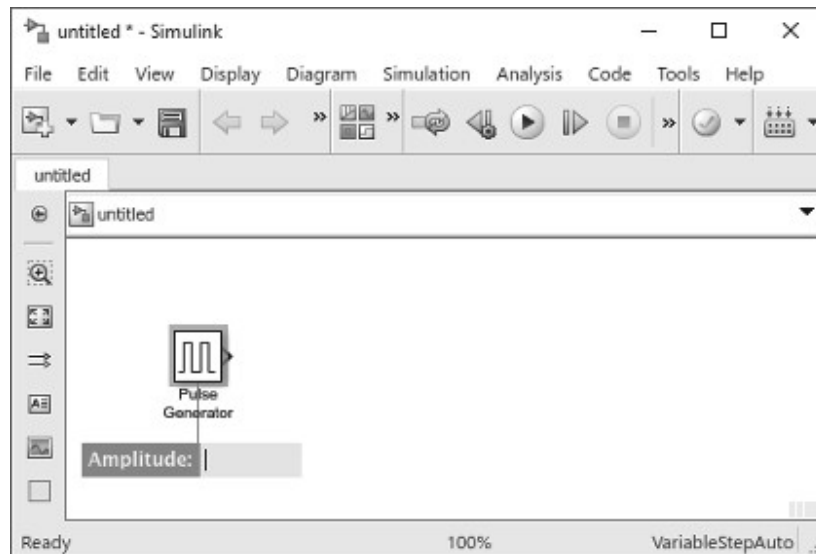 untitled * - Simulink
File Edit View Display Diagram Simulation Analysis Code Tools Help
untitled
untitled
Pulse
Generator
Amplitude:
Ready 100% VariableStepAuto